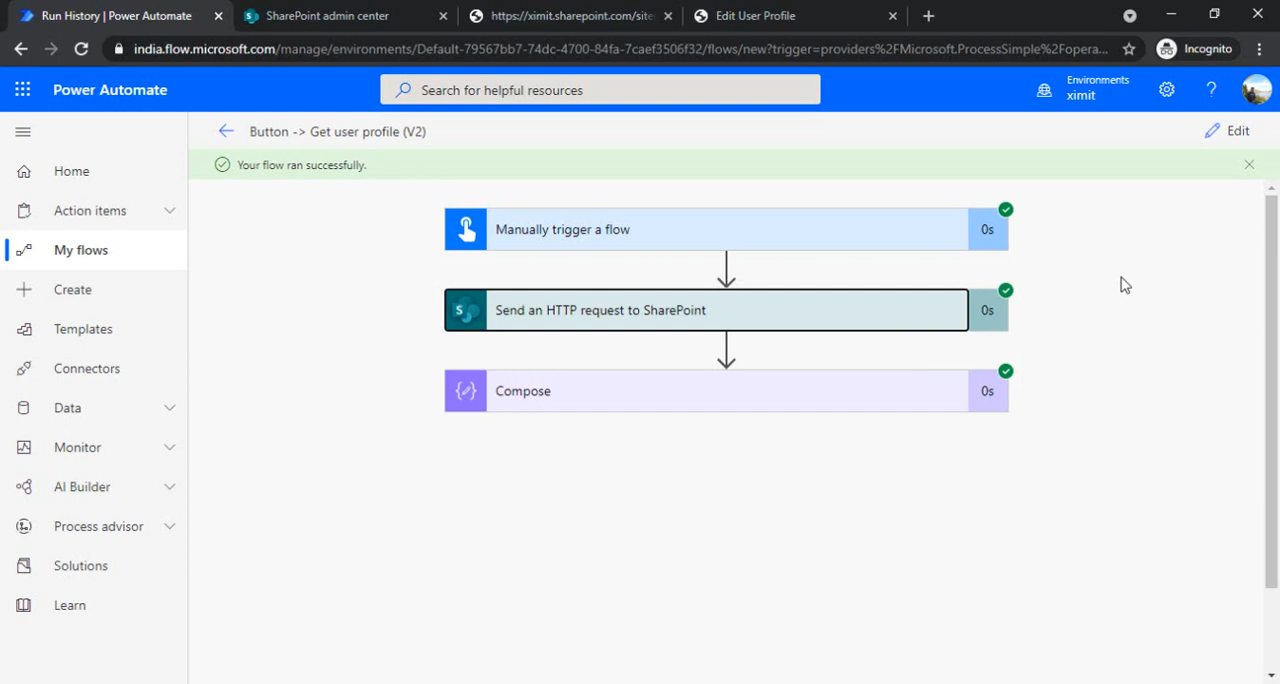 Run History | Power Automate
SharePoint admin center
https://ximit.sharepoint.com/site
Edit User Profile
india.flow.microsoft.com/manage/environments/Default-79567bb7-74dc-4700-84fa-7caef3506f32/flows/new?trigger=providers%2FMicrosoft.ProcessSimple%2Fopera...
Incognito
Power Automate
Search for helpful resources
Environments
ximit
Button -> Get user profile (V2)
Edit
Your flow ran successfully.
Home
Action items
My flows
Create
Templates
Connectors
Data
Monitor
AI Builder
Process advisor
Solutions
Learn
Manually trigger a flow
0s
S
Send an HTTP request to SharePoint
0s
Compose
0s